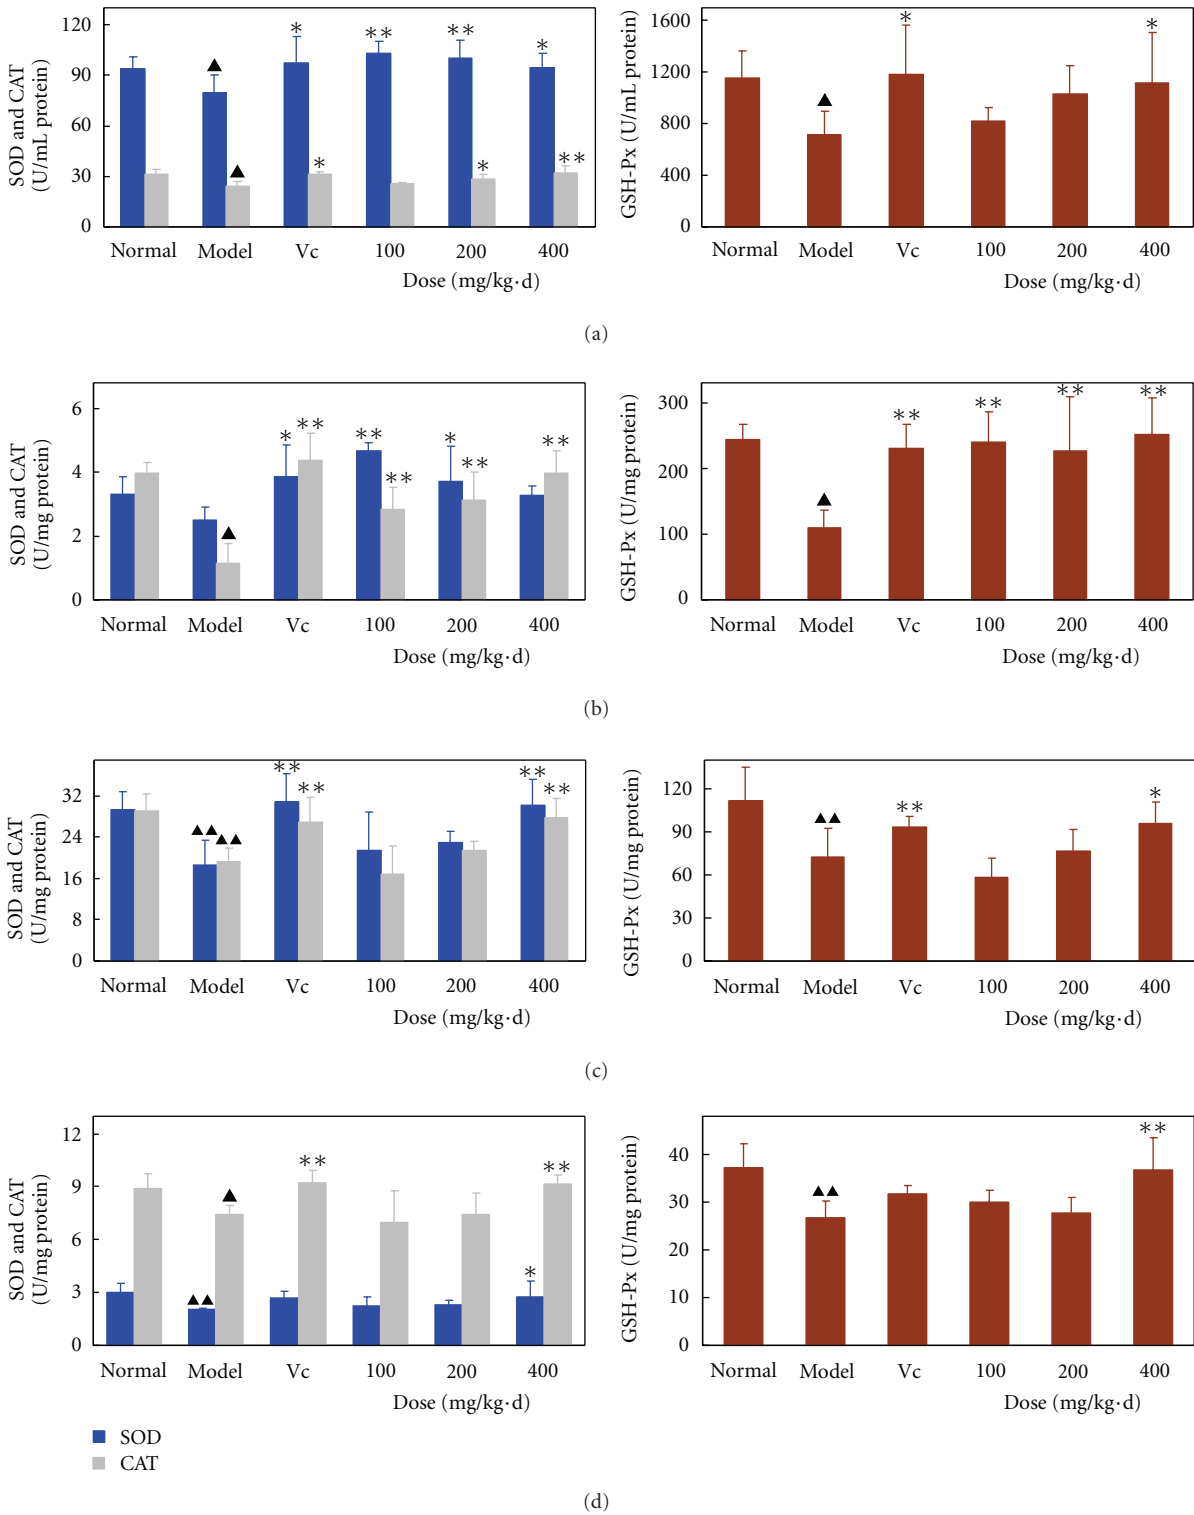 SOD and CAT
(U/mL protein)
120
90
60
30
0
* ** ** *
▲
▲ * * **
Normal Model Vc 100 200 400
Dose (mg/kg·d)
GSH-Px (U/mL protein)
1600
1200
800
400
0
▲ * *
Normal Model Vc 100 200 400
Dose (mg/kg·d)
(a)
SOD and CAT
(U/mg protein)
6
4
2
0
▲ * ** ** ** * ** **
Normal Model Vc 100 200 400
Dose (mg/kg·d)
GSH-Px (U/mg protein)
300
200
100
0
▲ ** ** ** **
Normal Model Vc 100 200 400
Dose (mg/kg·d)
(b)
SOD and CAT
(U/mg protein)
32
24
16
8
0
▲▲ ▲▲ ** ** ** **
Normal Model Vc 100 200 400
Dose (mg/kg·d)
GSH-Px (U/mg protein)
120
90
60
30
0
▲▲ ** *
Normal Model Vc 100 200 400
Dose (mg/kg·d)
(c)
SOD and CAT
(U/mg protein)
12
9
6
3
0
▲▲ ▲ ** * **
Normal Model Vc 100 200 400
Dose (mg/kg·d)
SOD
CAT
GSH-Px (U/mg protein)
40
30
20
10
0
▲▲ **
Normal Model Vc 100 200 400
Dose (mg/kg·d)
(d)